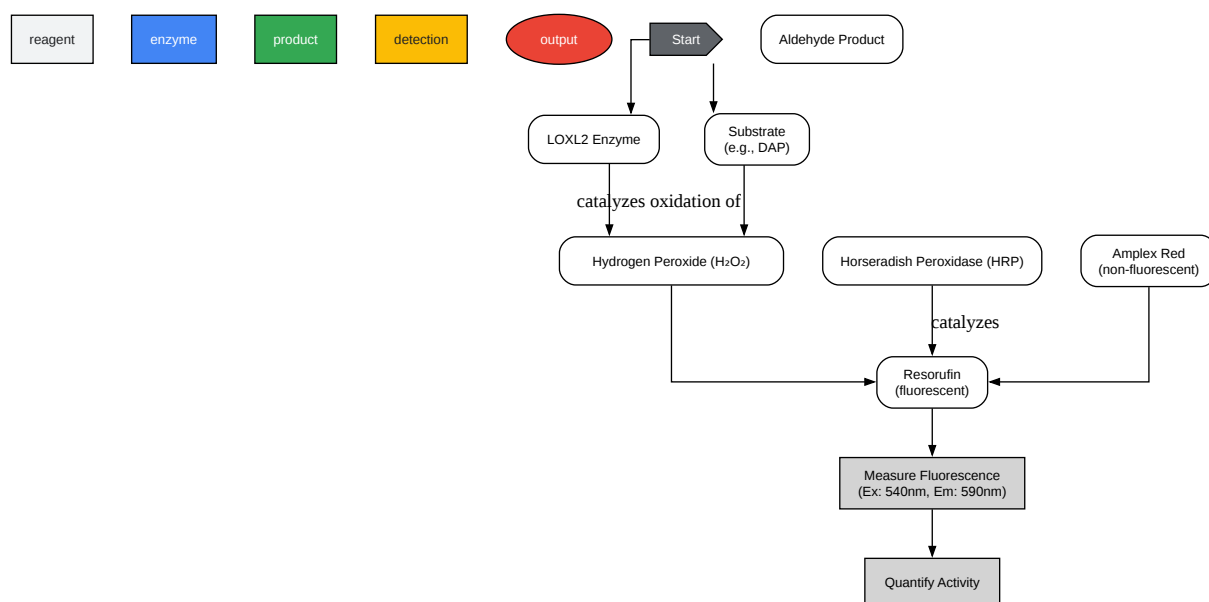 reagent
enzyme
product
detection
output
Start
Aldehyde Product
LOXL2 Enzyme
Substrate
(e.g., DAP)
catalyzes oxidation of
Hydrogen Peroxide (H₂O₂)
Horseradish Peroxidase (HRP)
Amplex Red
(non-fluorescent)
catalyzes
Resorufin
(fluorescent)
Measure Fluorescence
(Ex: 540nm, Em: 590nm)
Quantify Activity